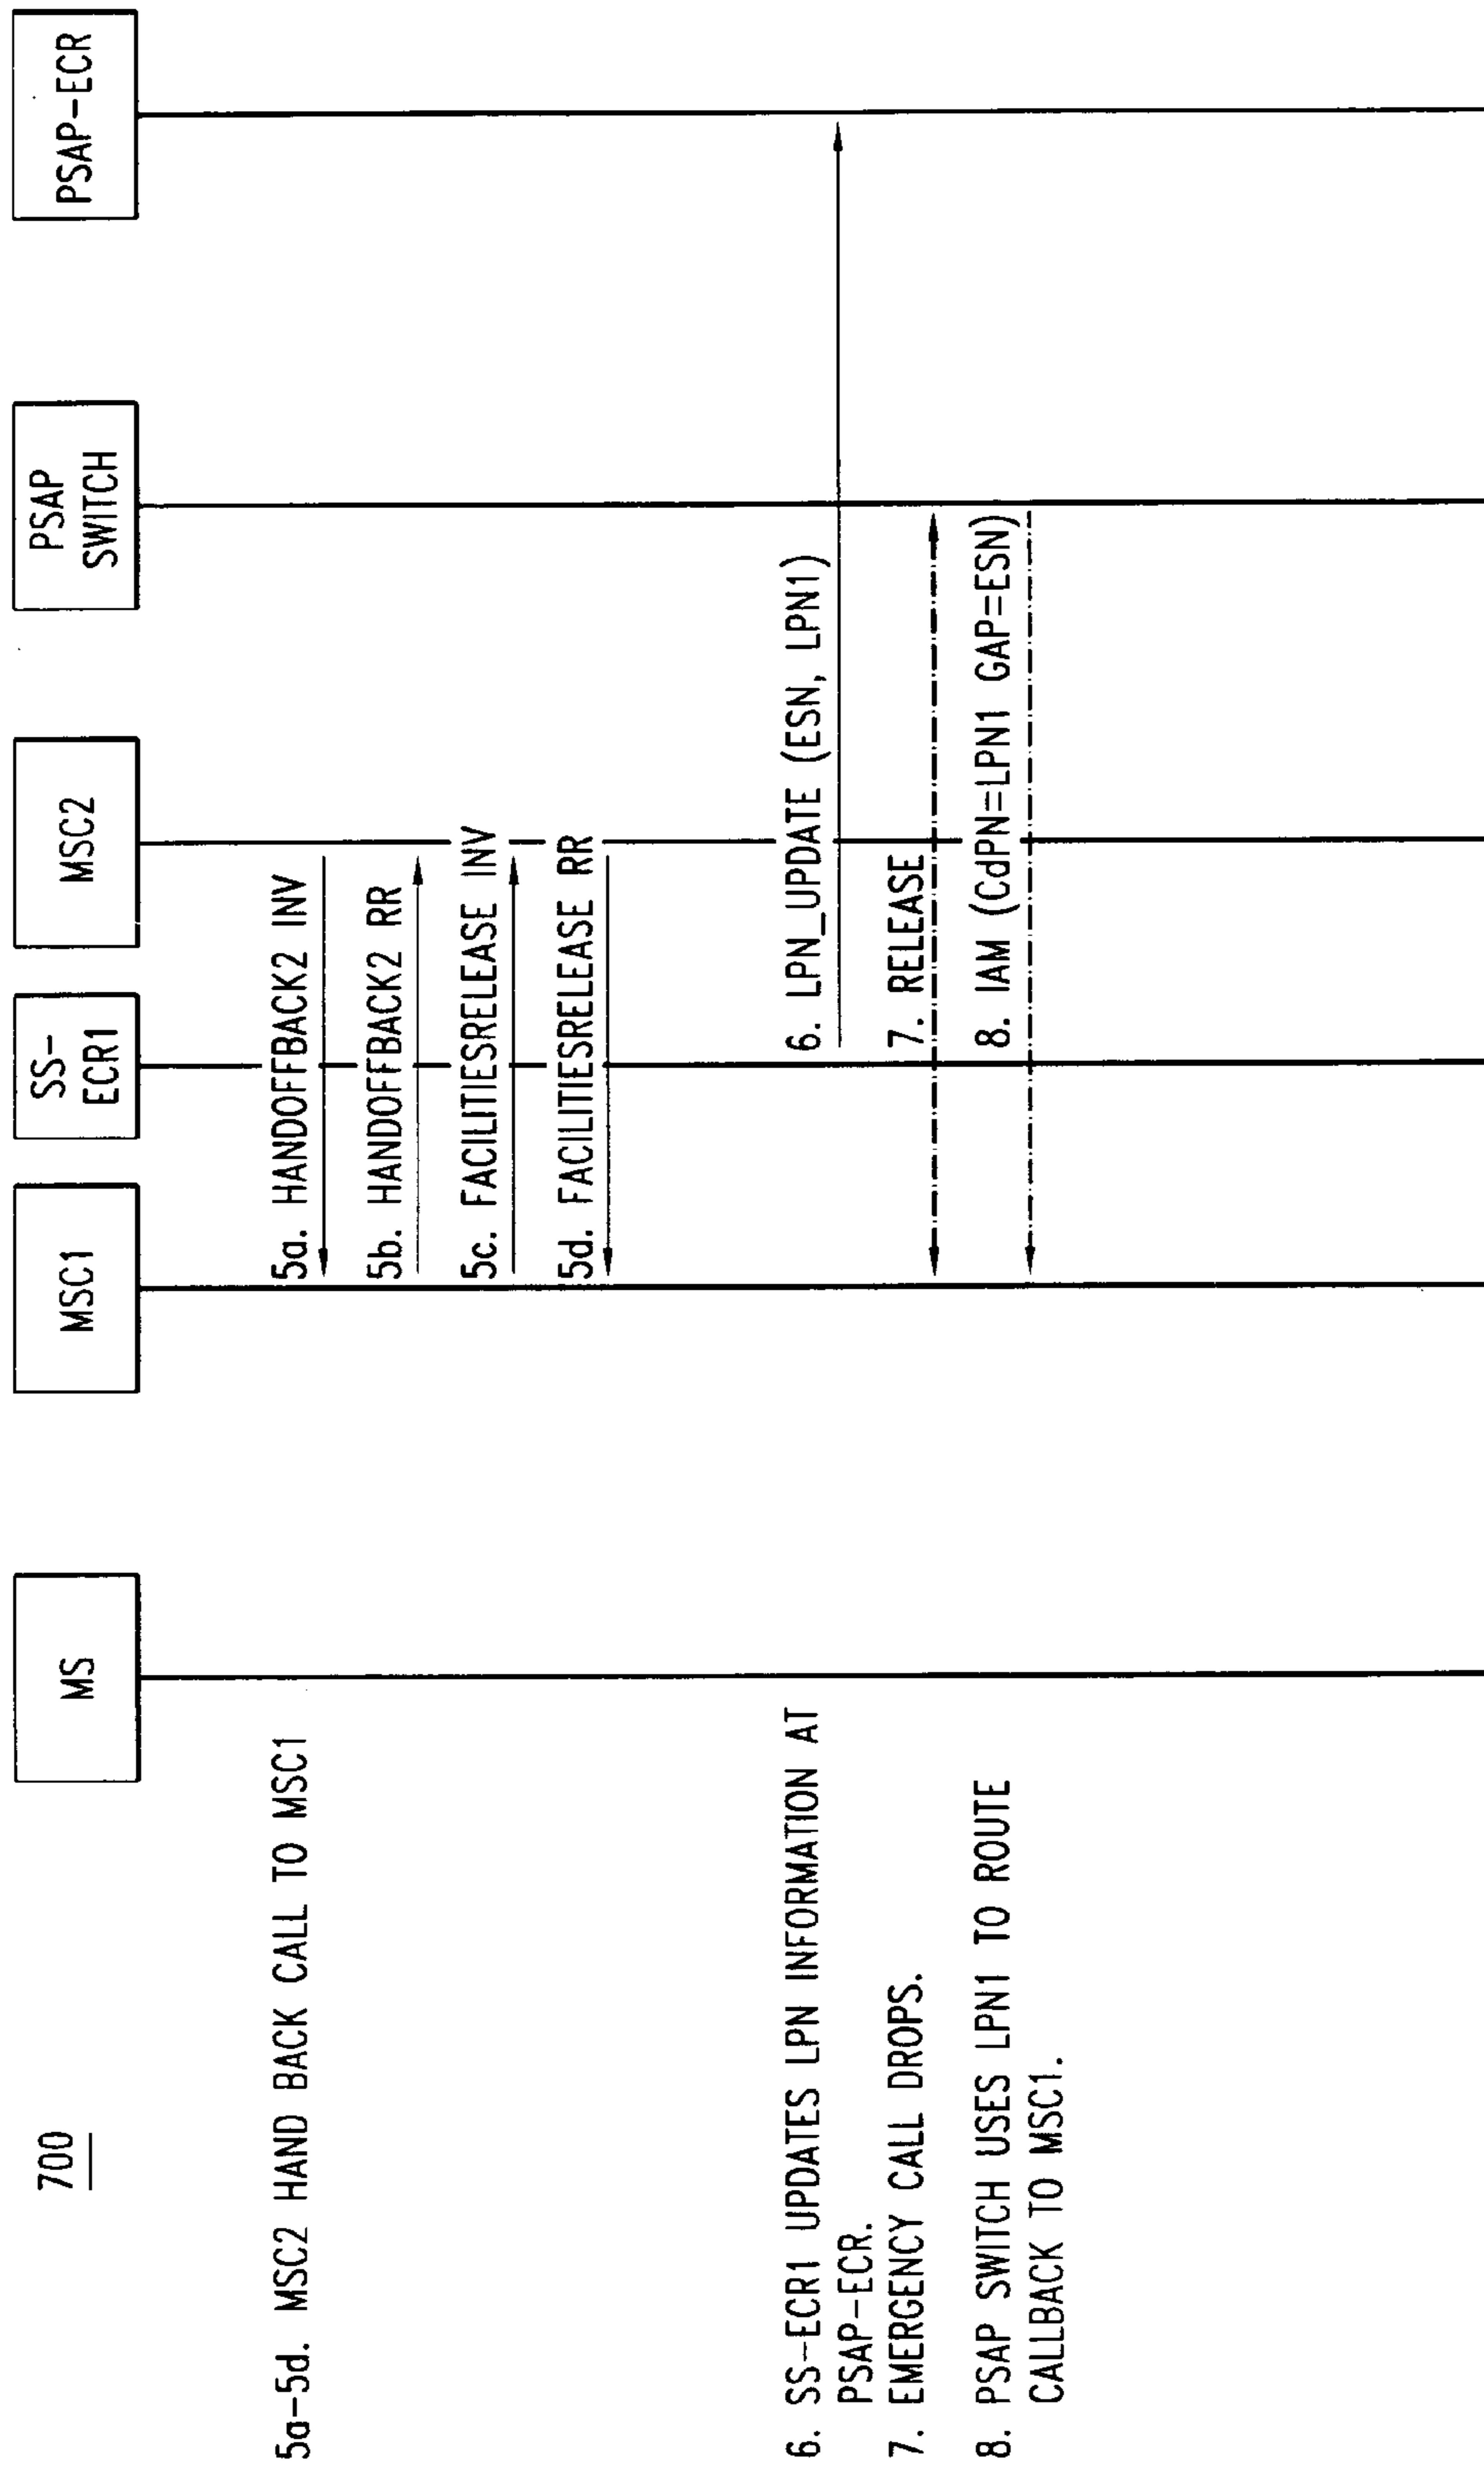 700
MS
MSC1
SS-
ECR1
MSC2
PSAP
SWITCH
PSAP-ECR
5a-5d. MSC2 HAND BACK CALL TO MSC1
5a. HANDOFFBACK2 INV
5b. HANDOFFBACK2 RR
5c. FACILITIESRELEASE INV
5d. FACILITIESRELEASE RR
6. SS-ECR1 UPDATES LPN INFORMATION AT
PSAP-ECR.
6. LPN_UPDATE (ESN, LPN1)
7. EMERGENCY CALL DROPS.
7. RELEASE
8. PSAP SWITCH USES LPN1 TO ROUTE
CALLBACK TO MSC1.
8. IAM (CdPN=LPN1 GAP=ESN)